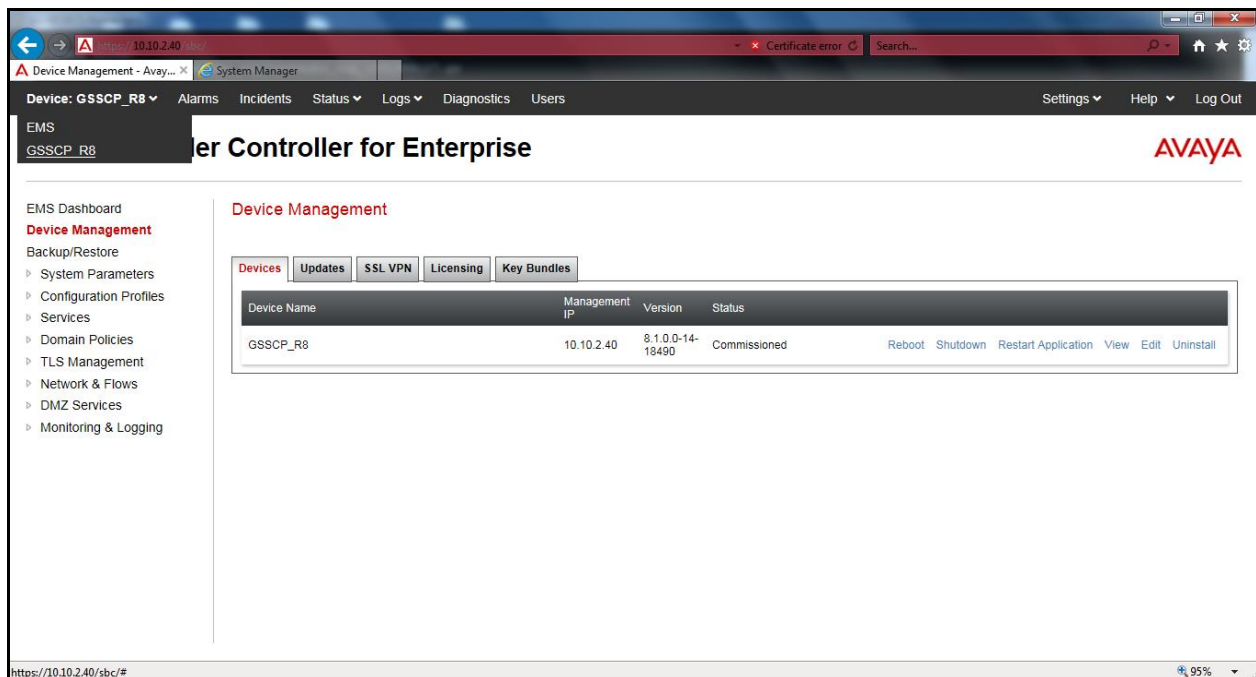 https://10.10.2.40/sbc/
Certificate error
Search...
Device Management - Avay...
System Manager
Device: GSSCP_R8 Alarms Incidents Status Logs Diagnostics Users Settings Help Log Out
EMS
GSSCP_R8
er Controller for Enterprise
AVAYA
EMS Dashboard
Device Management
Backup/Restore
System Parameters
Configuration Profiles
Services
Domain Policies
TLS Management
Network & Flows
DMZ Services
Monitoring & Logging
Device Management
Devices Updates SSL VPN Licensing Key Bundles
Device Name Management IP Version Status
GSSCP_R8 10.10.2.40 8.1.0.0-14-18490 Commissioned Reboot Shutdown Restart Application View Edit Uninstall
https://10.10.2.40/sbc/#
95%